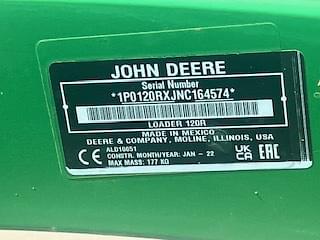 JOHN DEERE
Serial Number
*1P0120RXJNC164574*
LOADER 120R
MADE IN MEXICO
DEERE & COMPANY, MOLINE, ILLINOIS, USA
ALD10051
CONSTR. MONTH/YEAR: JAN - 22
MAX MASS: 177 KG
CE
UK
CA
EAC